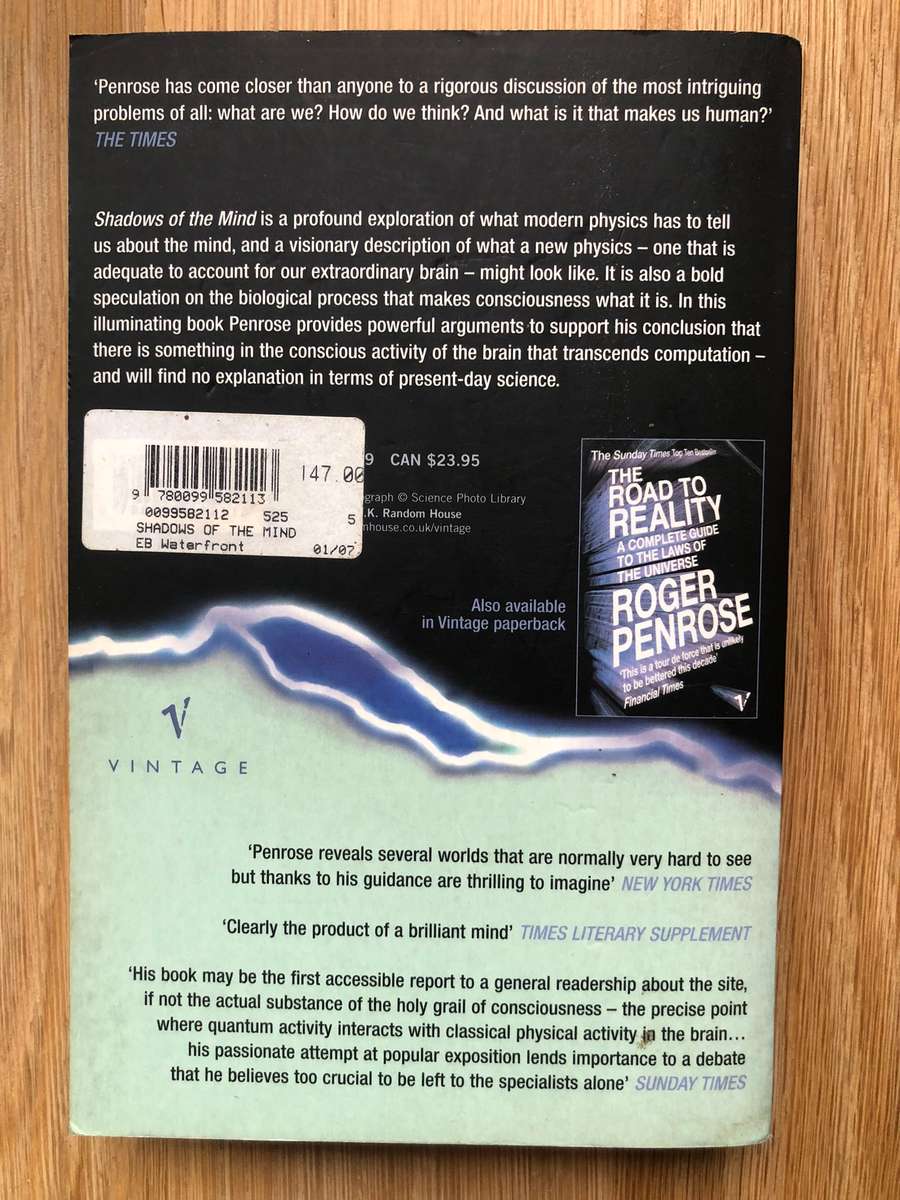 ‘Penrose has come closer than anyone to a rigorous discussion of the most intriguing
problems of all: what are we? How do we think? And what is it that makes us human?’
THE TIMES
Shadows of the Mind is a profound exploration of what modern physics has to tell
us about the mind, and a visionary description of what a new physics – one that is
adequate to account for our extraordinary brain – might look like. It is also a bold
speculation on the biological process that makes consciousness what it is. In this
illuminating book Penrose provides powerful arguments to support his conclusion that
there is something in the conscious activity of the brain that transcends computation –
and will find no explanation in terms of present-day science.
147.00
9 780099 582113
0099582112 525 5
SHADOWS OF THE MIND
EB Waterfront 01/07
9 CAN $23.95
graph © Science Photo Library
.K. Random House
nhouse.co.uk/vintage
Also available
in Vintage paperback
The Sunday Times Top Ten Bestseller
THE
ROAD TO
REALITY
A COMPLETE GUIDE
TO THE LAWS OF
THE UNIVERSE
ROGER
PENROSE
‘This is a tour de force that is unlikely
to be bettered this decade’
Financial Times
V
V
VINTAGE
‘Penrose reveals several worlds that are normally very hard to see
but thanks to his guidance are thrilling to imagine’ NEW YORK TIMES
‘Clearly the product of a brilliant mind’ TIMES LITERARY SUPPLEMENT
‘His book may be the first accessible report to a general readership about the site,
if not the actual substance of the holy grail of consciousness – the precise point
where quantum activity interacts with classical physical activity in the brain…
his passionate attempt at popular exposition lends importance to a debate
that he believes too crucial to be left to the specialists alone’ SUNDAY TIMES